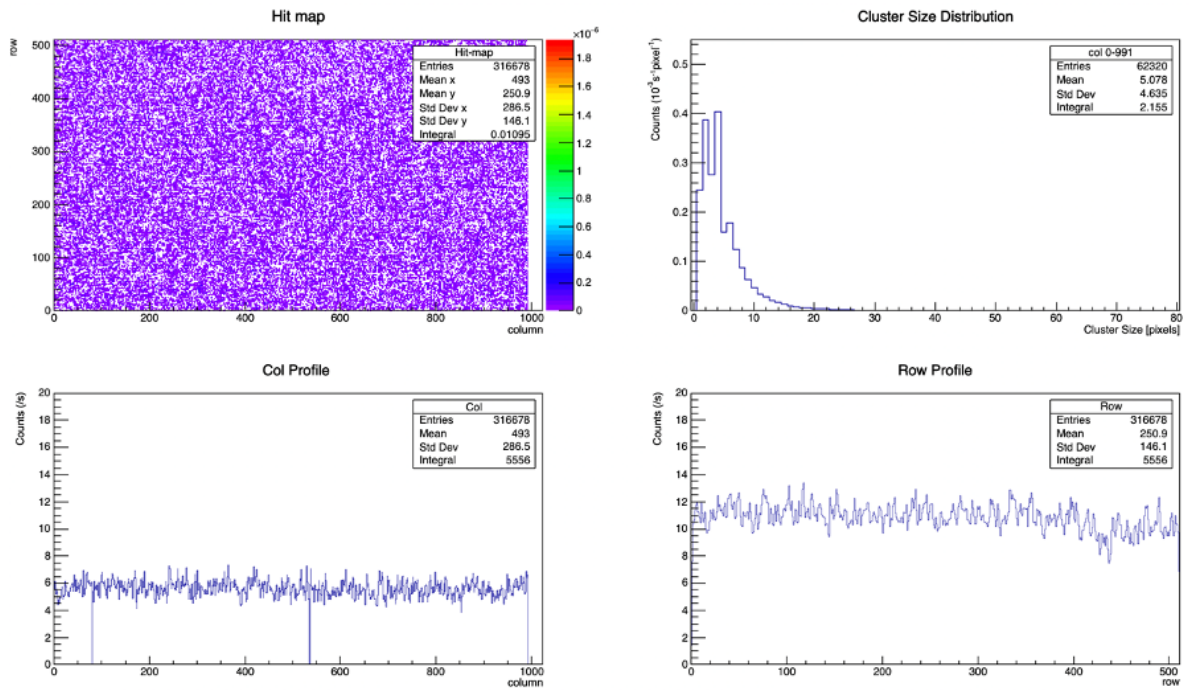 Hit map
row
500
400
300
200
100
0
0 200 400 600 800 1000
column
×10⁻⁶
2
1.8
1.6
1.4
1.2
1
0.8
0.6
0.4
0.2
0
Hit-map
Entries 316678
Mean x 493
Mean y 250.9
Std Dev x 286.5
Std Dev y 146.1
Integral 0.01095
Cluster Size Distribution
Counts (10⁻³s⁻¹pixel⁻¹)
0.5
0.4
0.3
0.2
0.1
0
0 10 20 30 40 50 60 70 80
Cluster Size [pixels]
col 0-991
Entries 62320
Mean 5.078
Std Dev 4.635
Integral 2.155
Col Profile
Counts (/s)
20
18
16
14
12
10
8
6
4
2
0
0 200 400 600 800 1000
column
Col
Entries 316678
Mean 493
Std Dev 286.5
Integral 5556
Row Profile
Counts (/s)
20
18
16
14
12
10
8
6
4
2
0
0 100 200 300 400 500
row
Row
Entries 316678
Mean 250.9
Std Dev 146.1
Integral 5556